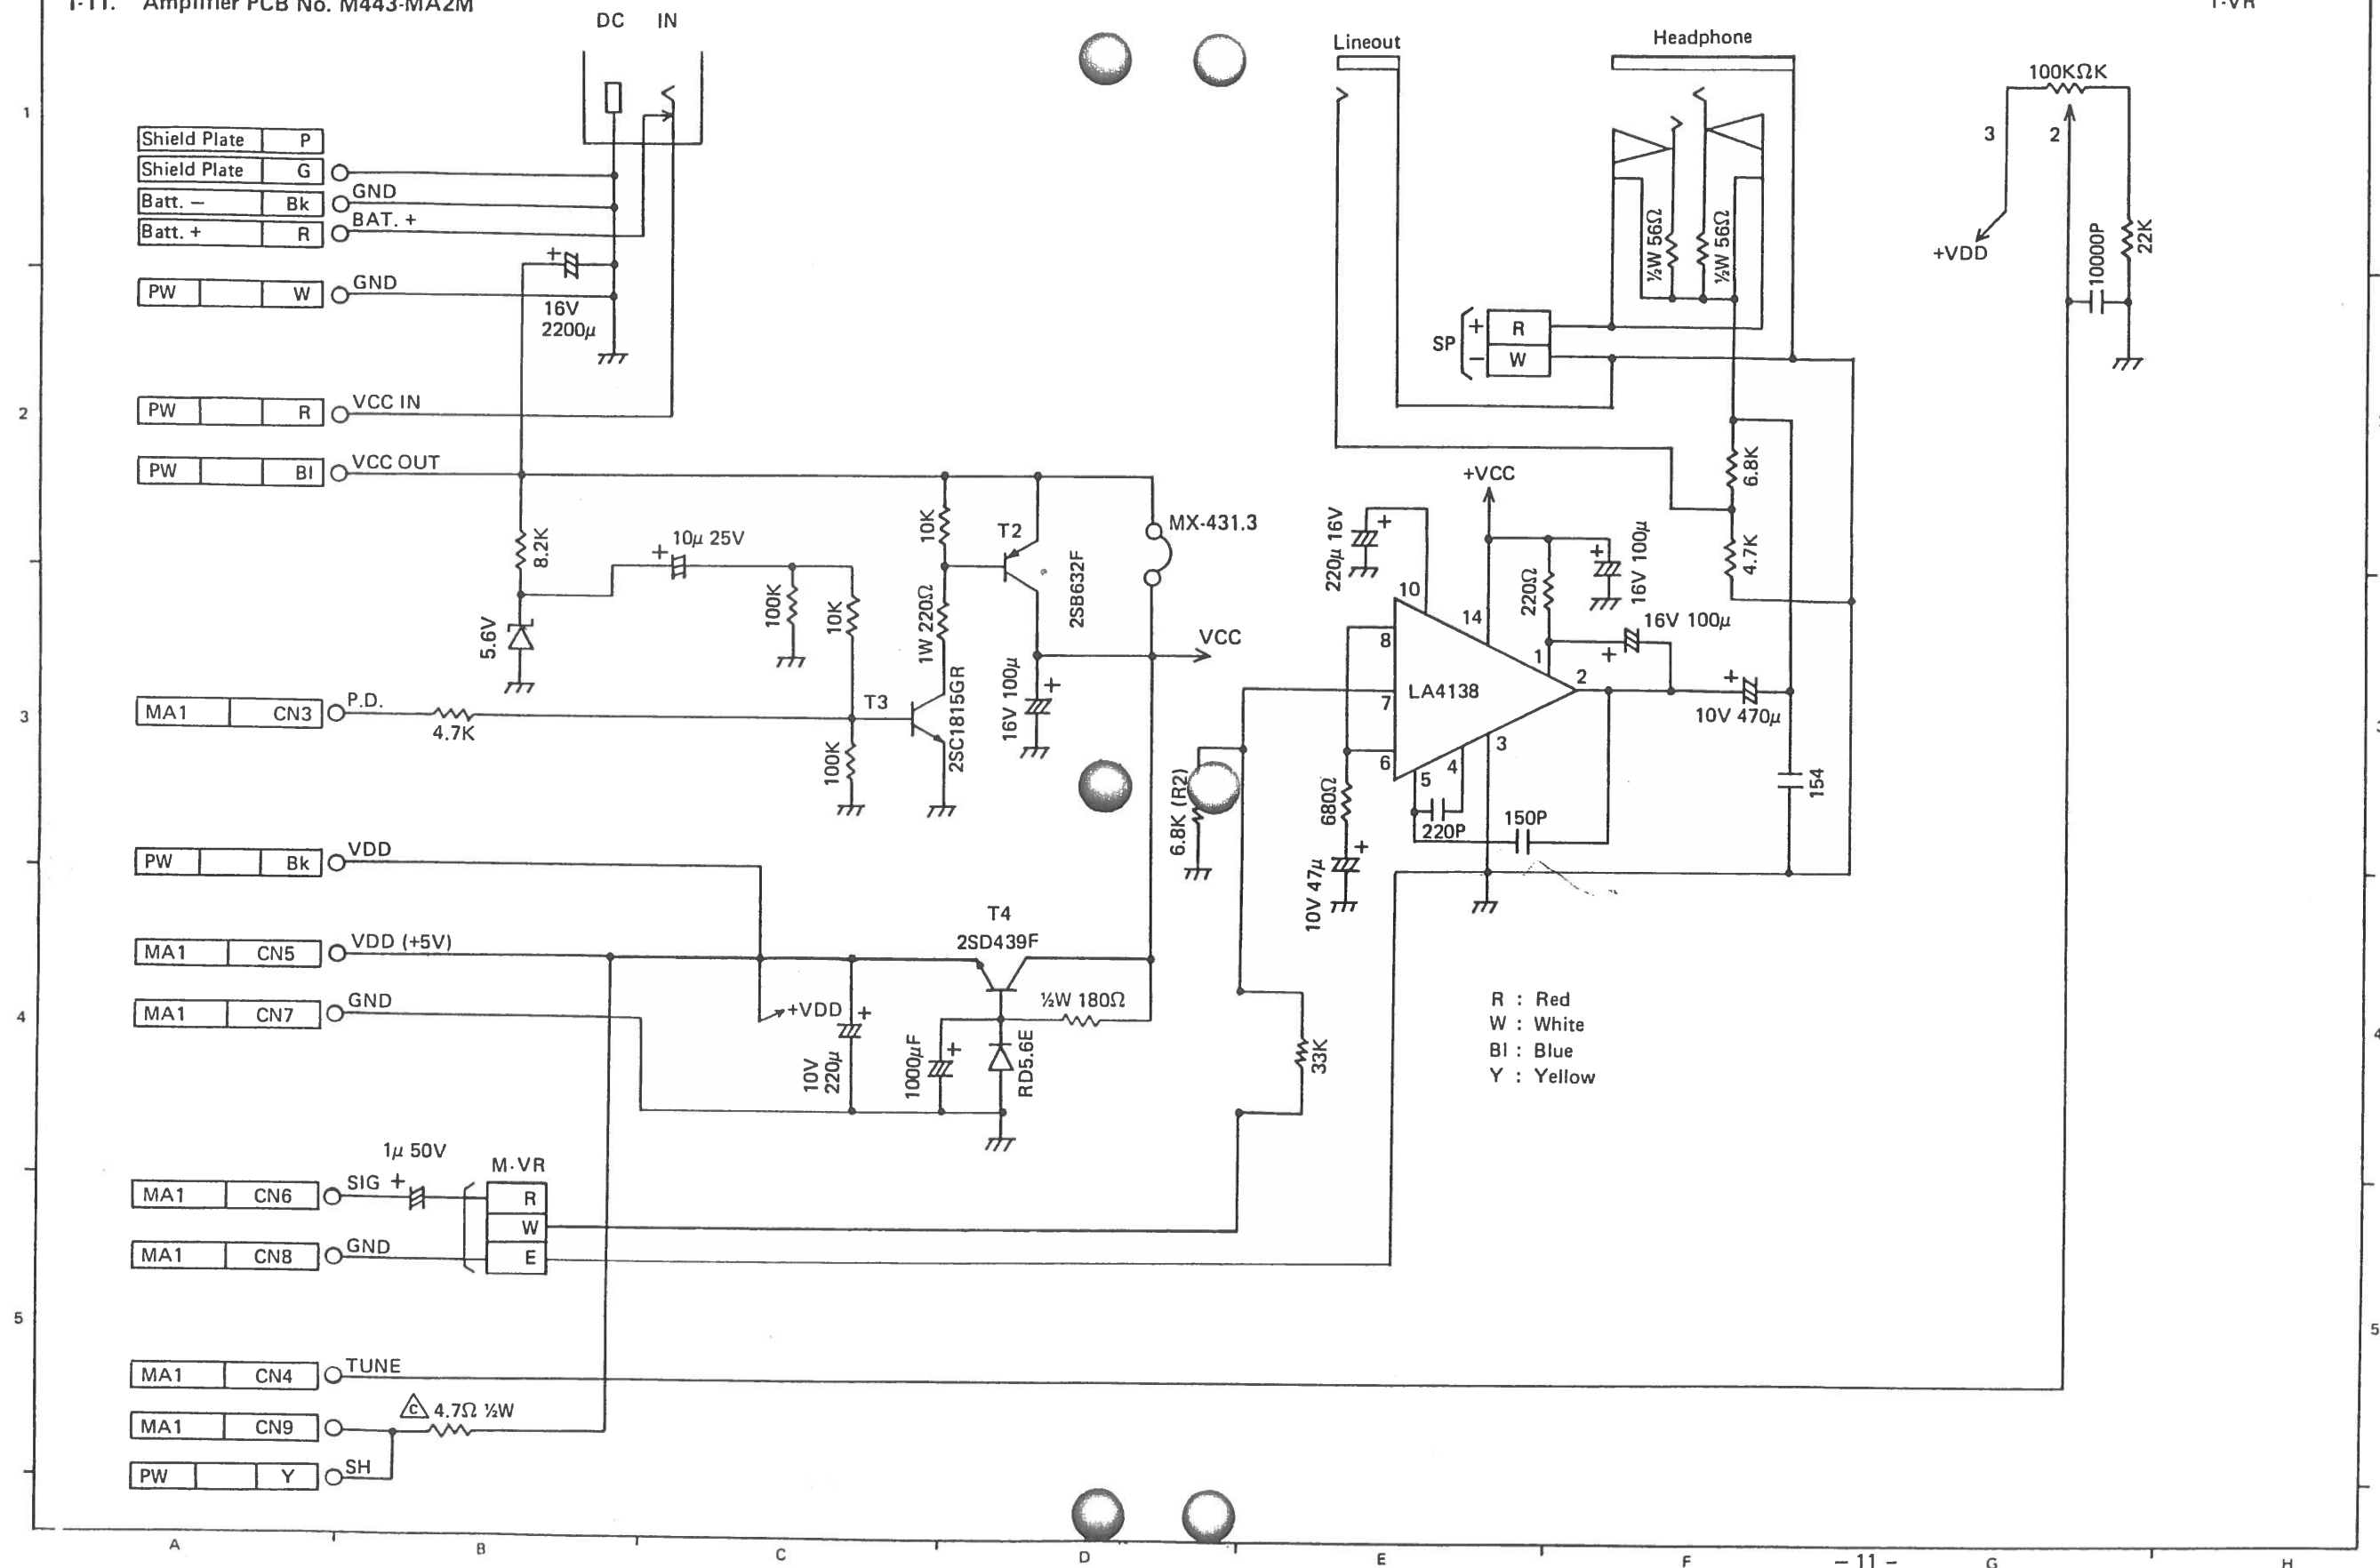 1-11. Amplifier PCB No. M443-MA2M
1-VR
DC IN
Lineout
Headphone
1
Shield Plate P
Shield Plate G
Batt. − Bk GND
Batt. + R BAT. +
PW W GND
+
16V
2200μ
PW R VCC IN
2
PW Bl VCC OUT
8.2K
5.6V
+ 10μ 25V
100K
10K
10K
1W 220Ω
T2
2SB632F
MX-431.3
VCC
16V 100μ
+
T3
2SC1815GR
100K
3
MA1 CN3 P.D.
4.7K
PW Bk VDD
MA1 CN5 VDD (+5V)
4
MA1 CN7 GND
+VDD
10V
220μ
+
1000μF
+
RD5.6E
T4
2SD439F
½W 180Ω
1μ 50V
M·VR
MA1 CN6 SIG +
R
W
E
MA1 CN8 GND
5
MA1 CN4 TUNE
MA1 CN9
C 4.7Ω ½W
PW Y SH
½W 56Ω
½W 56Ω
SP
+ R
− W
6.8K
4.7K
+VCC
220μ 16V
+
10
14
220Ω
+
16V 100μ
16V 100μ
+
8
7
6
LA4138
1
2
3
4
5
+
10V 470μ
154
220P
150P
680Ω
10V 47μ
+
6.8K (R2)
33K
R : Red
W : White
Bl : Blue
Y : Yellow
100KΩK
3
2
+VDD
10000P
22K
3
4
5
A B C D E F G H
– 11 –